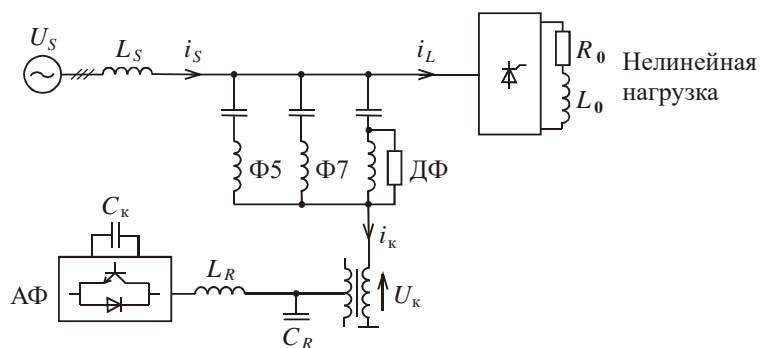 U_S
L_S
i_S
i_L
R_0
L_0
Нелинейная
нагрузка
Ф5
Ф7
ДФ
C_к
i_к
АФ
L_R
U_к
C_R